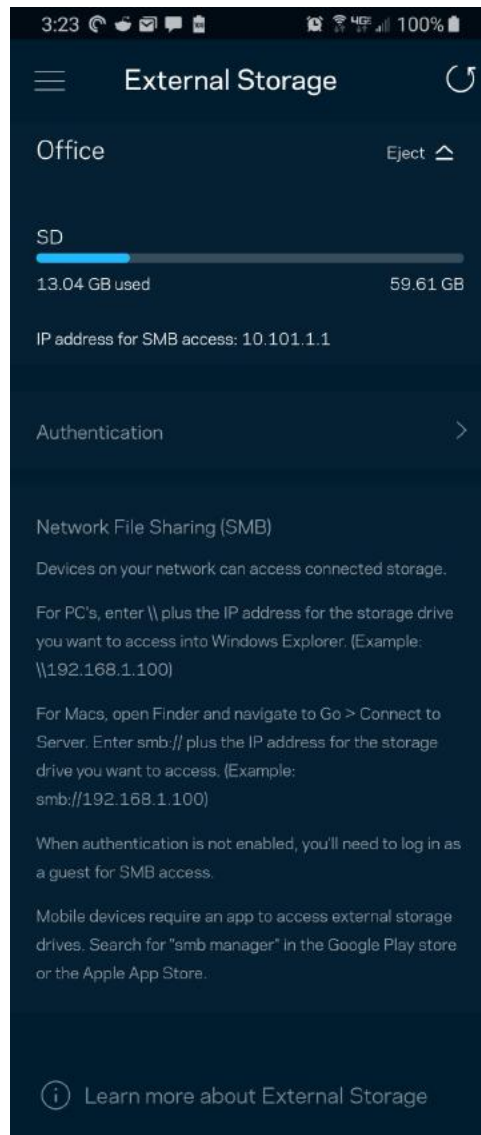 3:23 4GE 100%
External Storage
Office Eject
SD
13.04 GB used 59.61 GB
IP address for SMB access: 10.101.1.1
Authentication
Network File Sharing (SMB)
Devices on your network can access connected storage.
For PC's, enter \\ plus the IP address for the storage drive
you want to access into Windows Explorer. (Example:
\\192.168.1.100)
For Macs, open Finder and navigate to Go > Connect to
Server. Enter smb:// plus the IP address for the storage
drive you want to access. (Example:
smb://192.168.1.100)
When authentication is not enabled, you'll need to log in as
a guest for SMB access.
Mobile devices require an app to access external storage
drives. Search for "smb manager" in the Google Play store
or the Apple App Store.
Learn more about External Storage